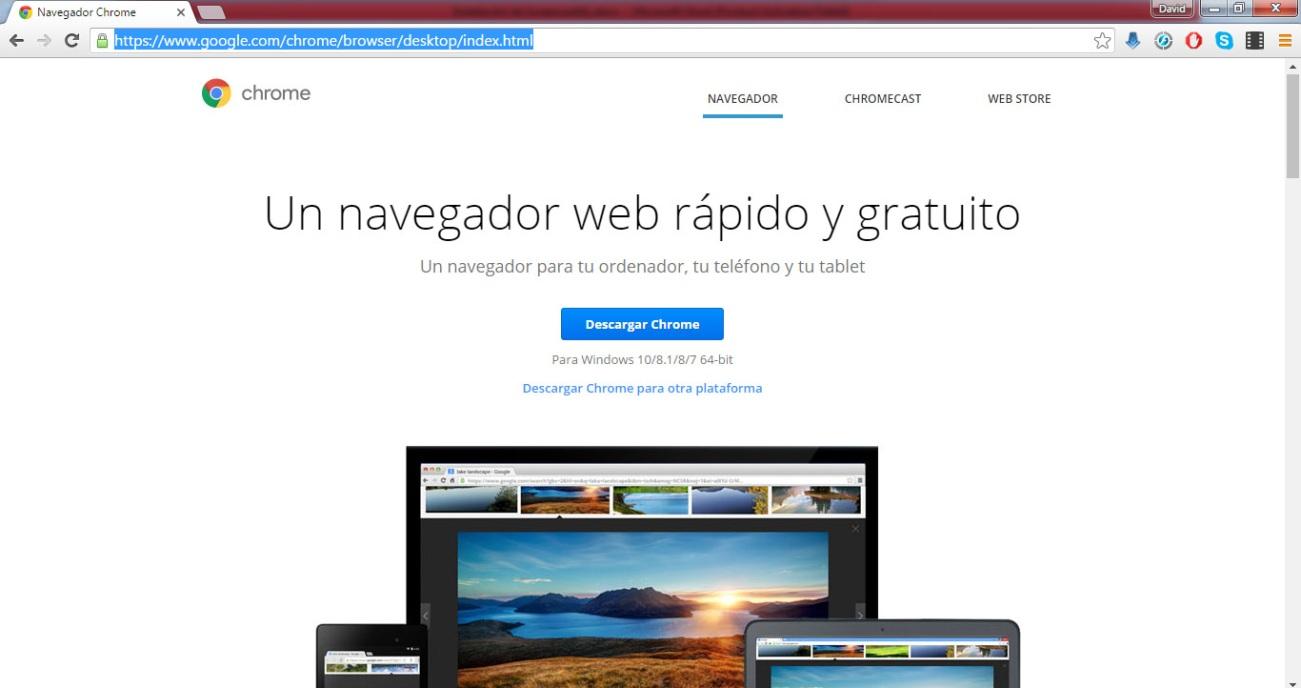 Navegador Chrome
David
https://www.google.com/chrome/browser/desktop/index.html
chrome
NAVEGADOR
CHROMECAST
WEB STORE
Un navegador web rápido y gratuito
Un navegador para tu ordenador, tu teléfono y tu tablet
Descargar Chrome
Para Windows 10/8.1/8/7 64-bit
Descargar Chrome para otra plataforma
lake landscape - Google